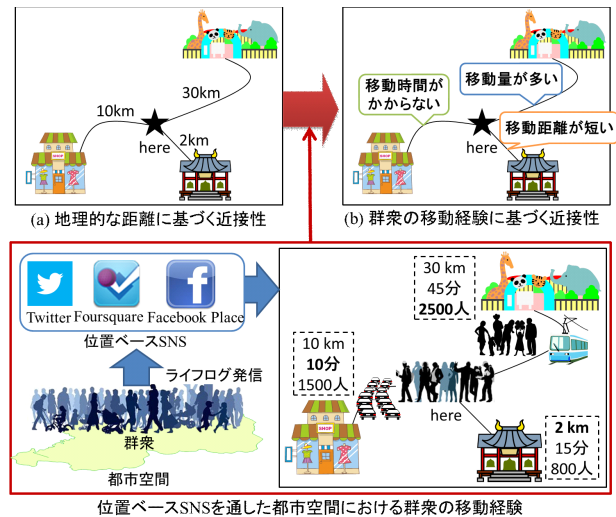 10km
30km
2km
here
SHOP
(a) 地理的な距離に基づく近接性
移動時間が
かからない
移動量が多い
移動距離が短い
here
SHOP
(b) 群衆の移動経験に基づく近接性
Twitter
Foursquare
Facebook Place
位置ベースSNS
ライフログ発信
群衆
都市空間
30 km
45分
2500人
10 km
10分
1500人
SHOP
here
2 km
15分
800人
位置ベースSNSを通した都市空間における群衆の移動経験